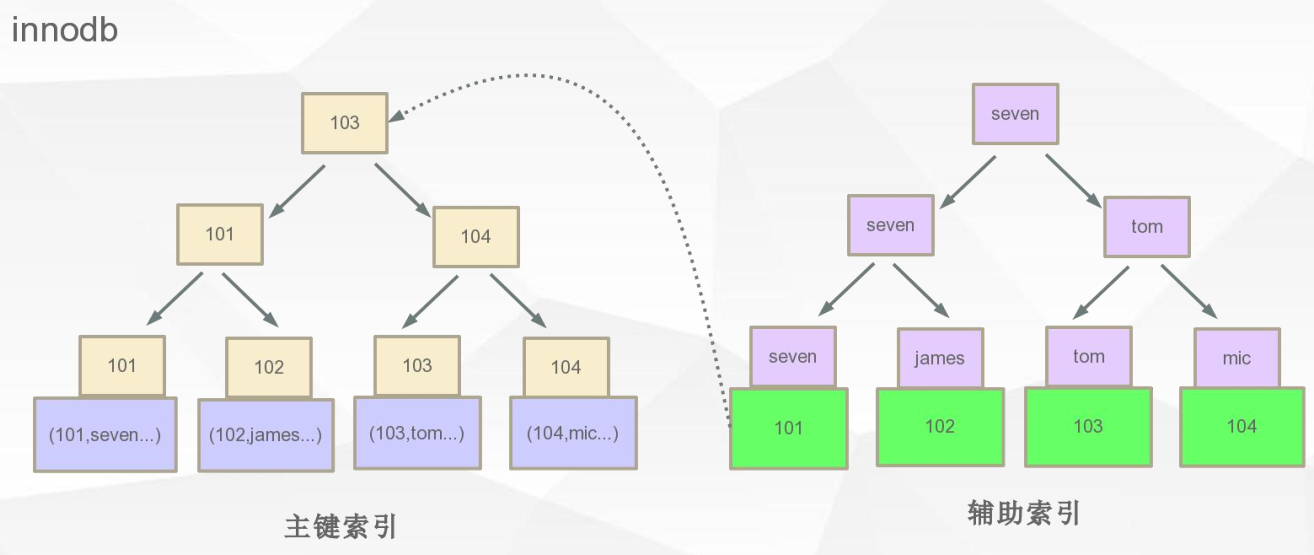 innodb
103
101
104
101
102
103
104
(101,seven...)
(102,james...)
(103,tom...)
(104,mic...)
主键索引
seven
seven
tom
seven
james
tom
mic
101
102
103
104
辅助索引